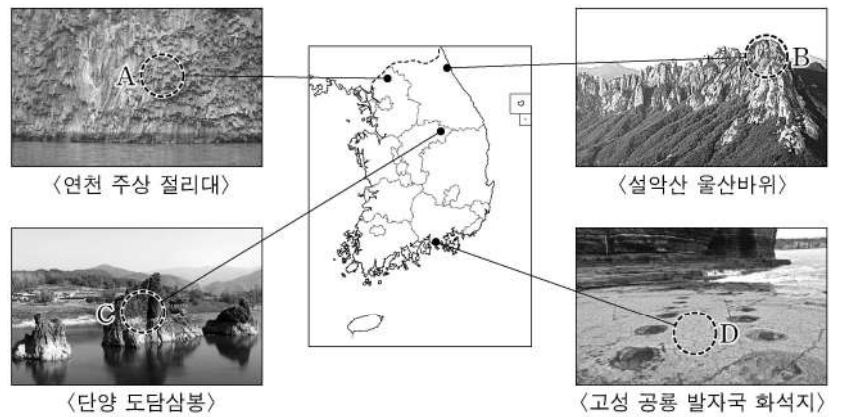 A
B
〈연천 주상 절리대〉
〈설악산 울산바위〉
C
D
〈단양 도담삼봉〉
〈고성 공룡 발자국 화석지〉